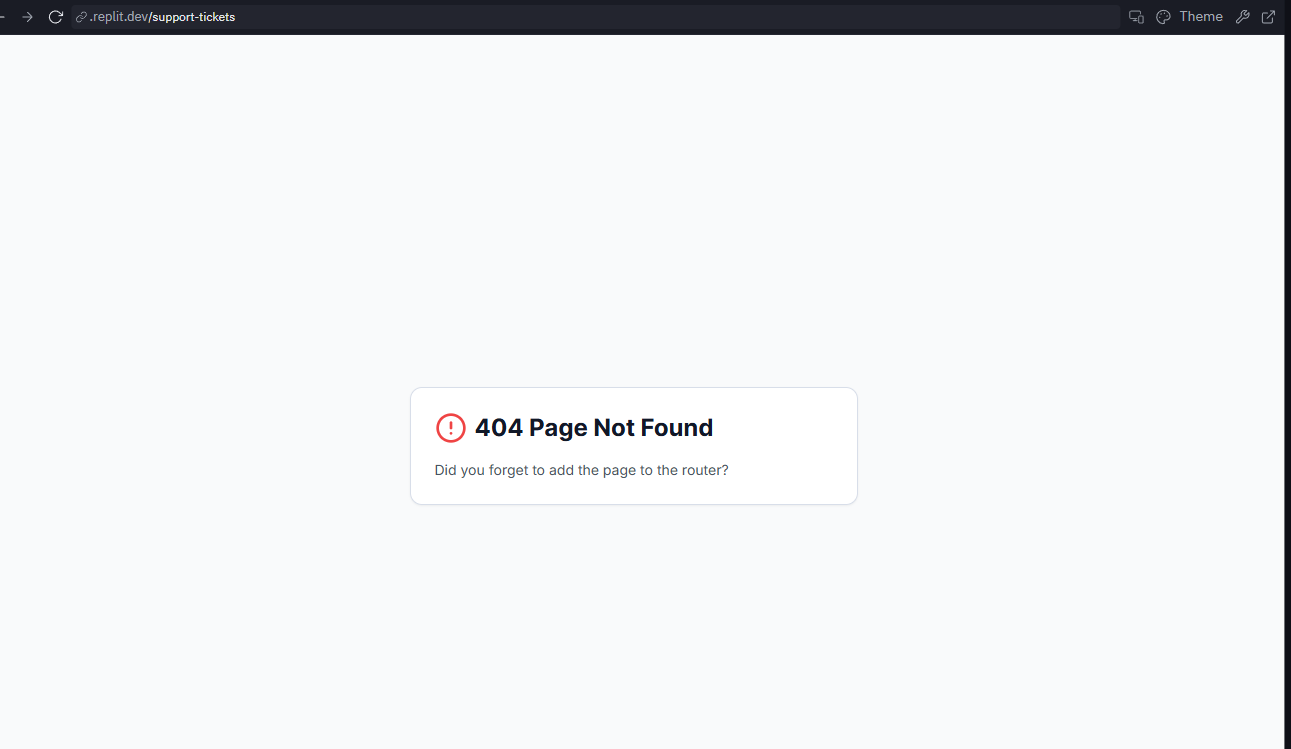 .replit.dev/support-tickets
Theme
404 Page Not Found
Did you forget to add the page to the router?